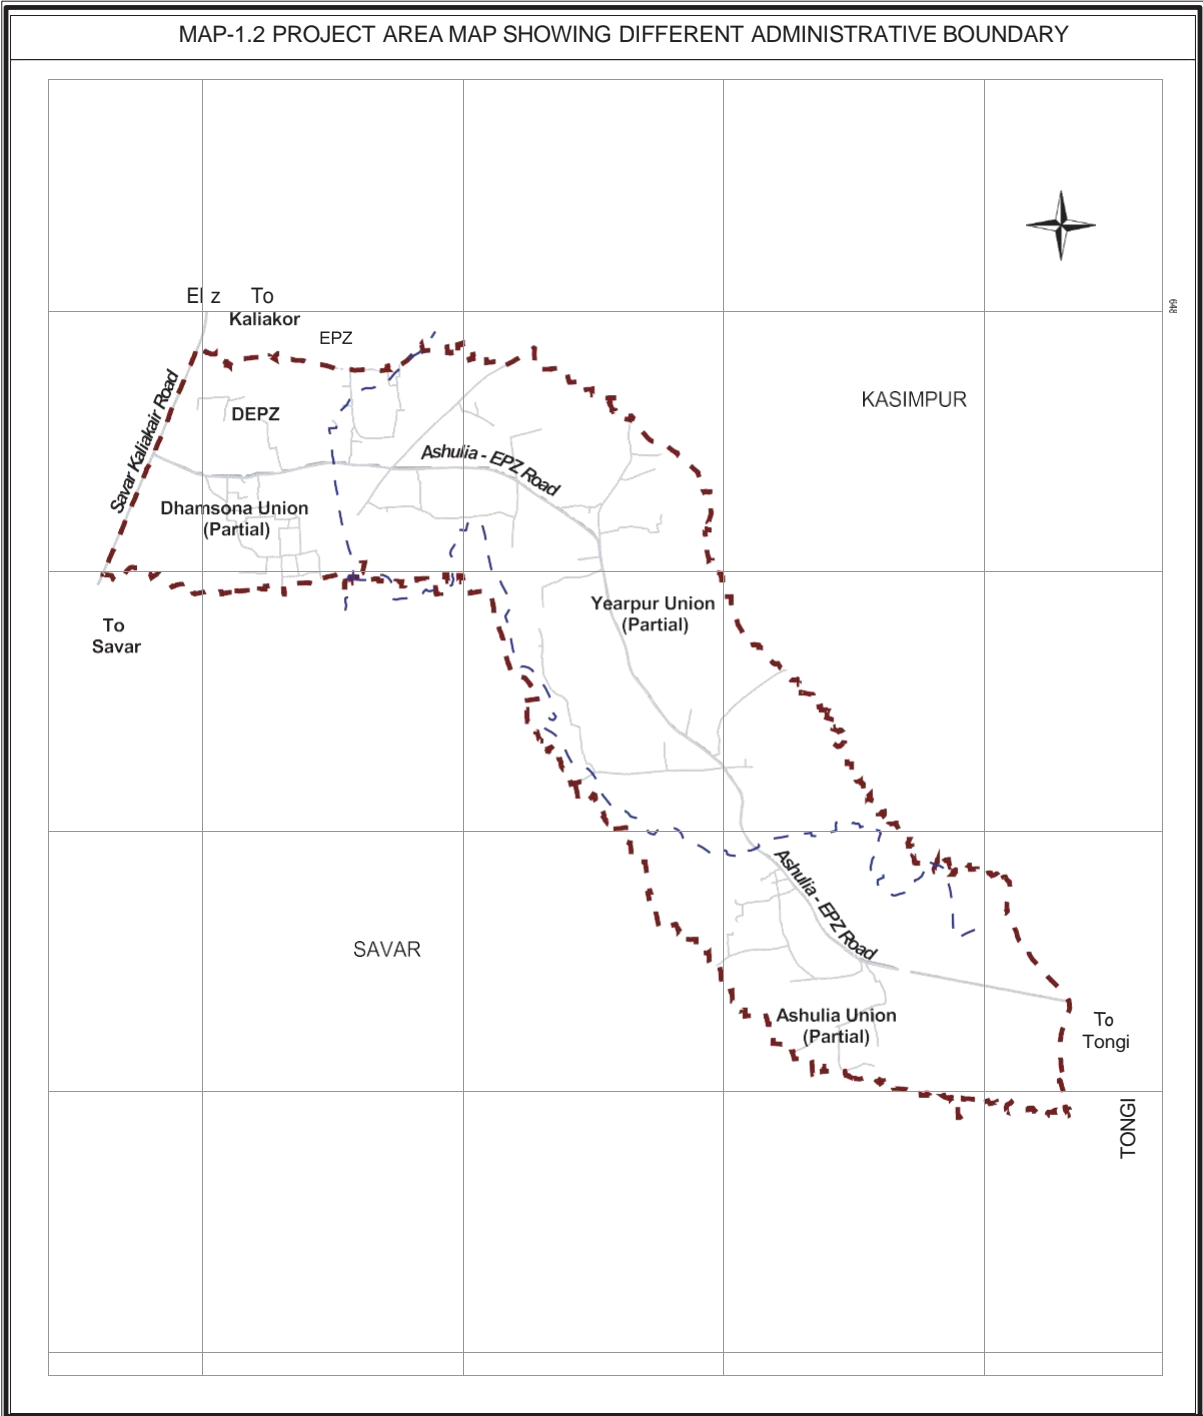 MAP-1.2 PROJECT AREA MAP SHOWING DIFFERENT ADMINISTRATIVE BOUNDARY
648
z To
Kaliakor
EPZ
KASIMPUR
Savar Kaliakair Road
DEPZ
Ashulia - EPZ Road
Dhamsona Union
(Partial)
Yearpur Union
(Partial)
To
Savar
Ashulia - EPZ Road
SAVAR
Ashulia Union
(Partial)
To
Tongi
TONGI